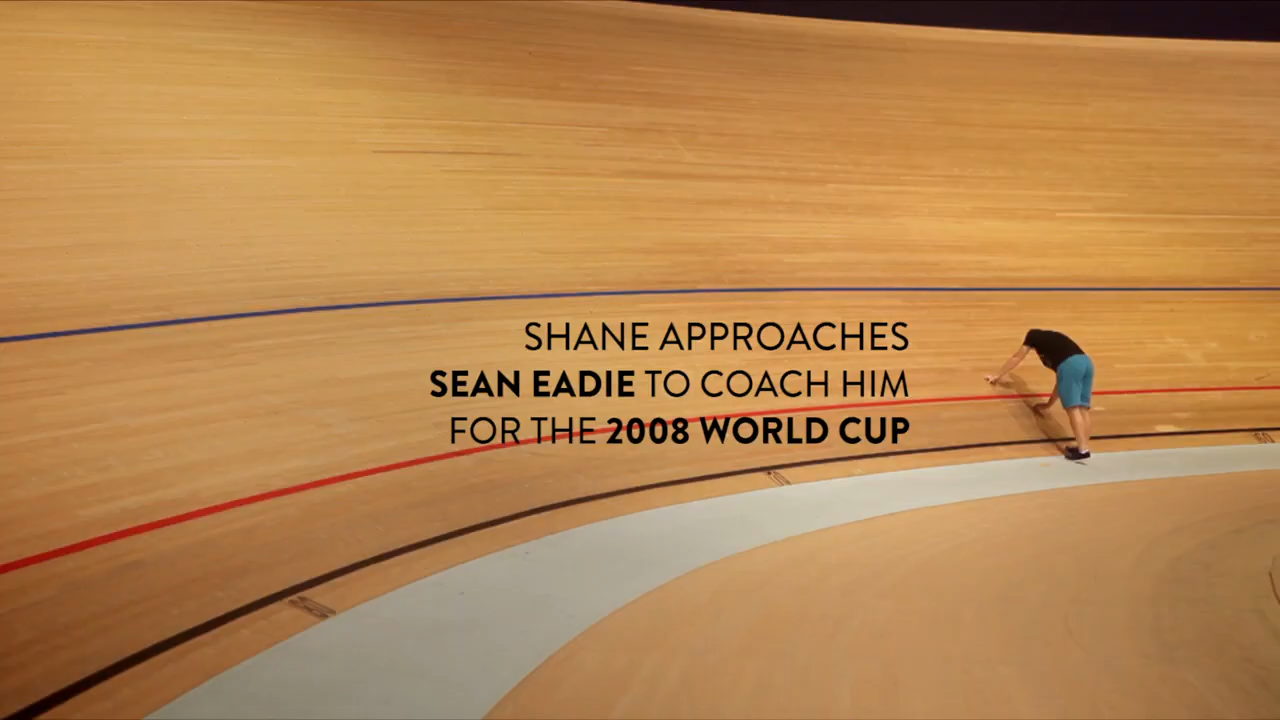 SHANE APPROACHES
SEAN EADIE TO COACH HIM
FOR THE 2008 WORLD CUP